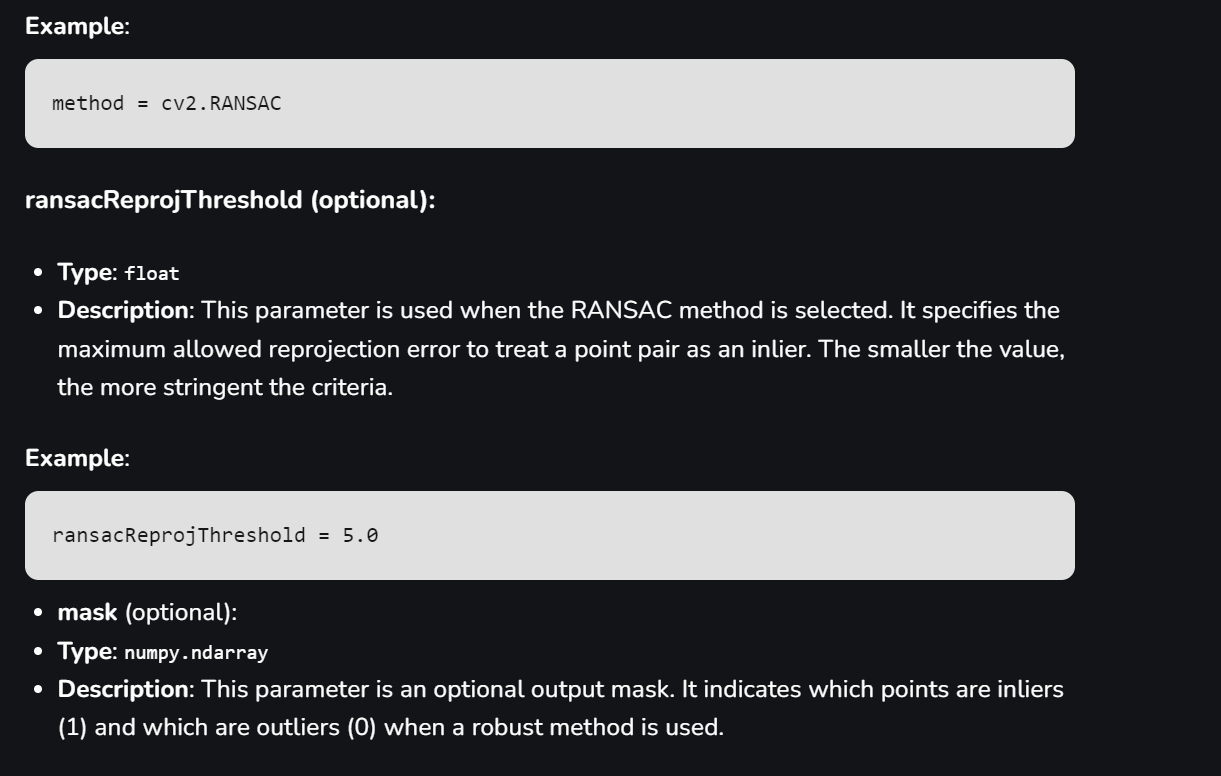 Example:
method = cv2.RANSAC
ransacReprojThreshold (optional):
• Type: float
• Description: This parameter is used when the RANSAC method is selected. It specifies the
maximum allowed reprojection error to treat a point pair as an inlier. The smaller the value,
the more stringent the criteria.
Example:
ransacReprojThreshold = 5.0
• mask (optional):
• Type: numpy.ndarray
• Description: This parameter is an optional output mask. It indicates which points are inliers
(1) and which are outliers (0) when a robust method is used.